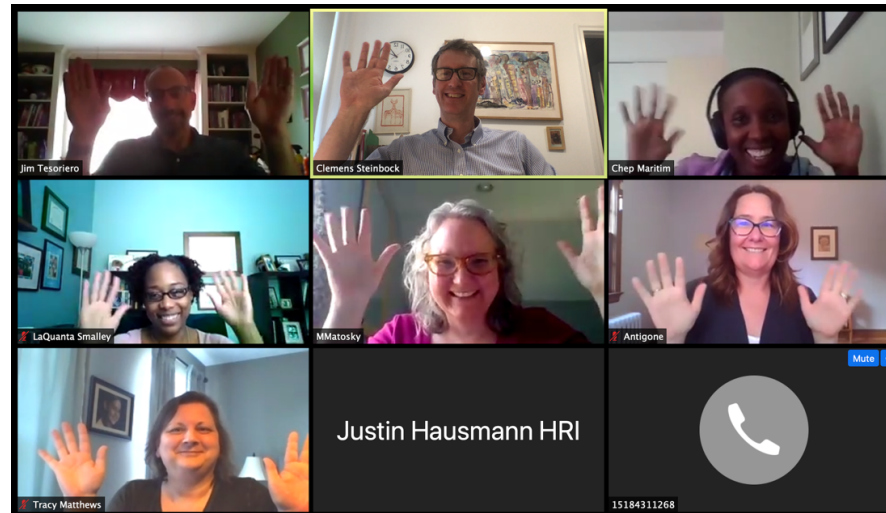 Jim Tesoriero
Clemens Steinbock
Chep Maritim
LaQuanta Smalley
MMatosky
Antigone
Mute
Tracy Matthews
Justin Hausmann HRI
15184311268